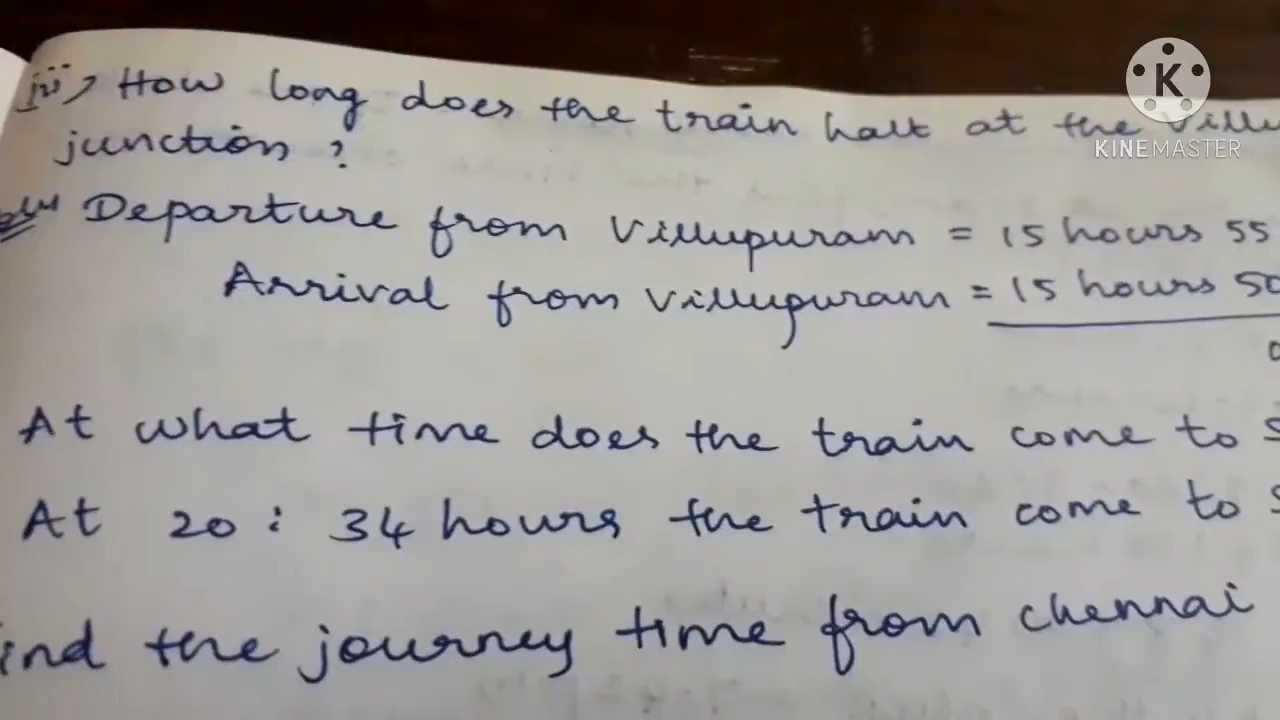 iii) How long does the train halt at the Villu
junction ?
Departure from Villupuram = 15 hours 55
Arrival from Villupuram = 15 hours 50
At what time does the train come to S
At 20 : 34 hours the train come to S
ind the journey time from chennai
K
KINEMASTER